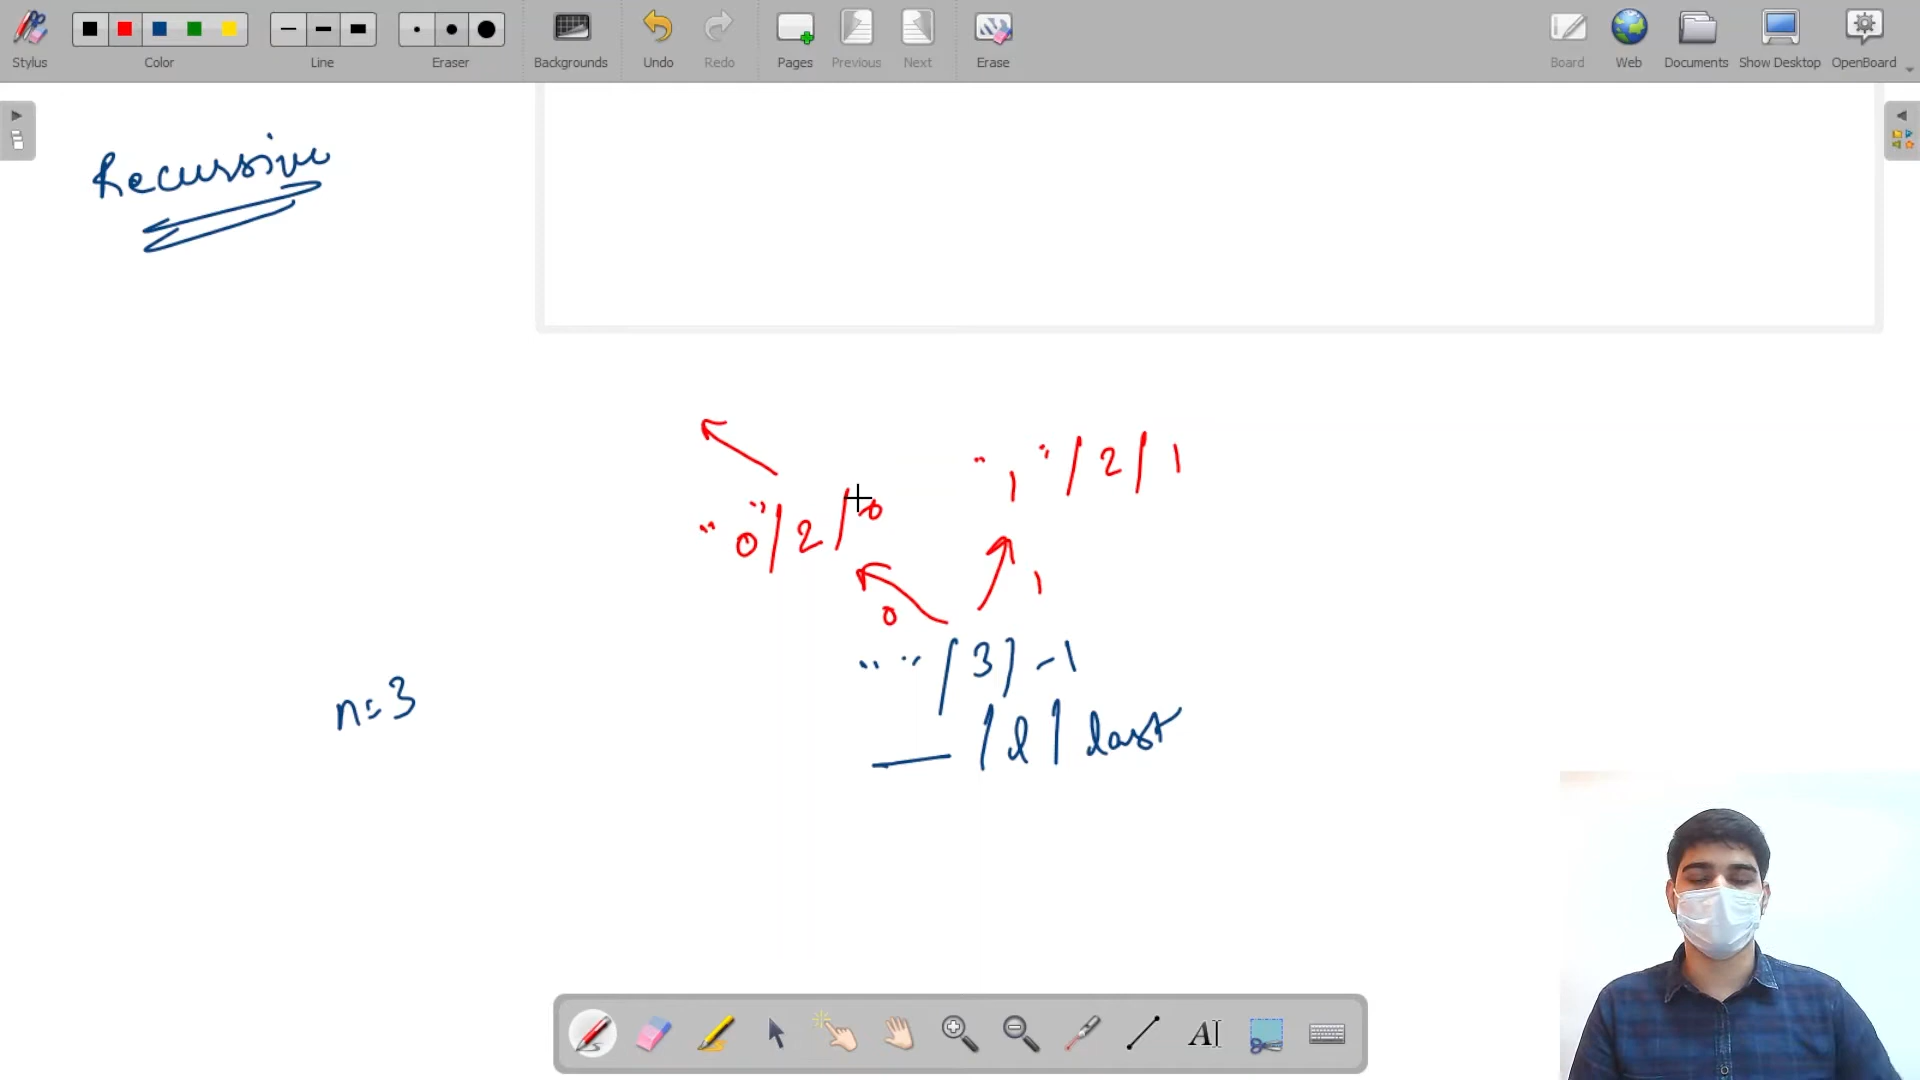 Stylus
Color
Line
Eraser
Backgrounds
Undo
Redo
Pages
Previous
Next
Erase
Board
Web
Documents
Show Desktop
OpenBoard
Recursive
" 1 " / 2 / 1
" 0 " / 2 / 0
0
1
" " / 3 / -1
n = 3
__ / l / last